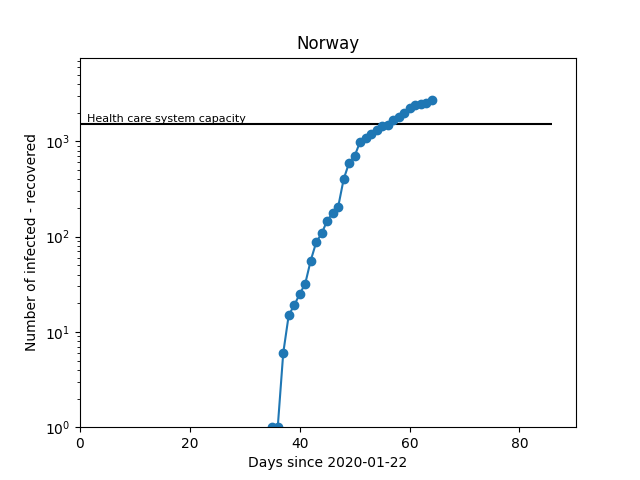 Norway
Health care system capacity
Number of infected - recovered
10³
10²
10¹
10⁰
0 20 40 60 80
Days since 2020-01-22